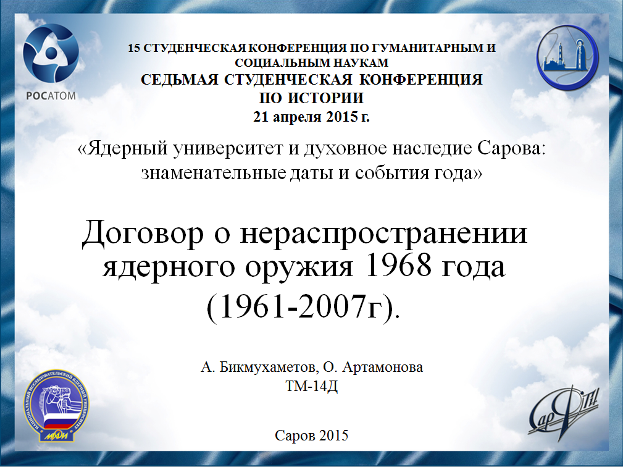 15 СТУДЕНЧЕСКАЯ КОНФЕРЕНЦИЯ ПО ГУМАНИТАРНЫМ И
СОЦИАЛЬНЫМ НАУКАМ
СЕДЬМАЯ СТУДЕНЧЕСКАЯ КОНФЕРЕНЦИЯ
ПО ИСТОРИИ
21 апреля 2015 г.
РОСАТОМ
«Ядерный университет и духовное наследие Сарова:
знаменательные даты и события года»
Договор о нераспространении
ядерного оружия 1968 года
(1961-2007г).
А. Бикмухаметов, О. Артамонова
ТМ-14Д
МИФИ
СарФТИ
Саров 2015